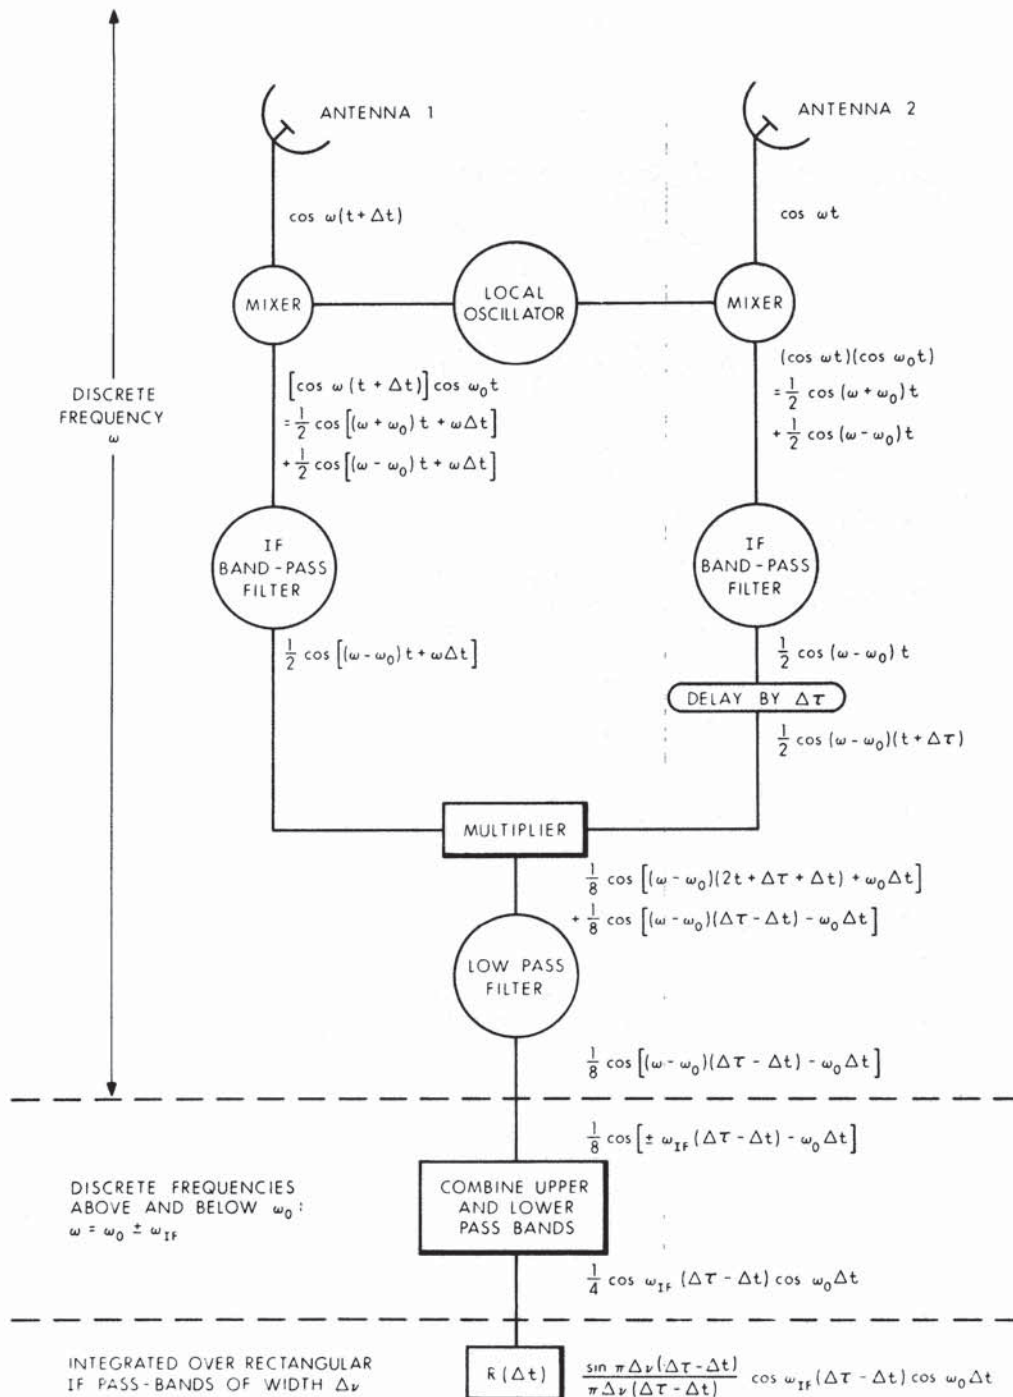 ANTENNA 1
ANTENNA 2
cos ω(t+Δt)
cos ωt
MIXER
LOCAL
OSCILLATOR
MIXER
[cos ω(t + Δt)] cos ω₀t
= 1/2 cos [(ω + ω₀) t + ωΔt]
+ 1/2 cos [(ω - ω₀) t + ωΔt]
(cos ωt)(cos ω₀t)
= 1/2 cos (ω + ω₀) t
+ 1/2 cos (ω - ω₀) t
DISCRETE
FREQUENCY
ω
IF
BAND-PASS
FILTER
IF
BAND-PASS
FILTER
1/2 cos [(ω - ω₀) t + ωΔt]
1/2 cos (ω - ω₀) t
DELAY BY Δτ
1/2 cos (ω - ω₀)(t + Δτ)
MULTIPLIER
1/8 cos [(ω - ω₀)(2t + Δτ + Δt) + ω₀Δt]
+ 1/8 cos [(ω - ω₀)(Δτ - Δt) - ω₀Δt]
LOW PASS
FILTER
1/8 cos [(ω - ω₀)(Δτ - Δt) - ω₀Δt]
1/8 cos [± ω_IF (Δτ - Δt) - ω₀Δt]
DISCRETE FREQUENCIES
ABOVE AND BELOW ω₀ :
ω = ω₀ ± ω_IF
COMBINE UPPER
AND LOWER
PASS BANDS
1/4 cos ω_IF (Δτ - Δt) cos ω₀Δt
INTEGRATED OVER RECTANGULAR
IF PASS-BANDS OF WIDTH Δν
R(Δt)
sin πΔν(Δτ - Δt) / πΔν(Δτ - Δt) cos ω_IF(Δτ - Δt) cos ω₀Δt